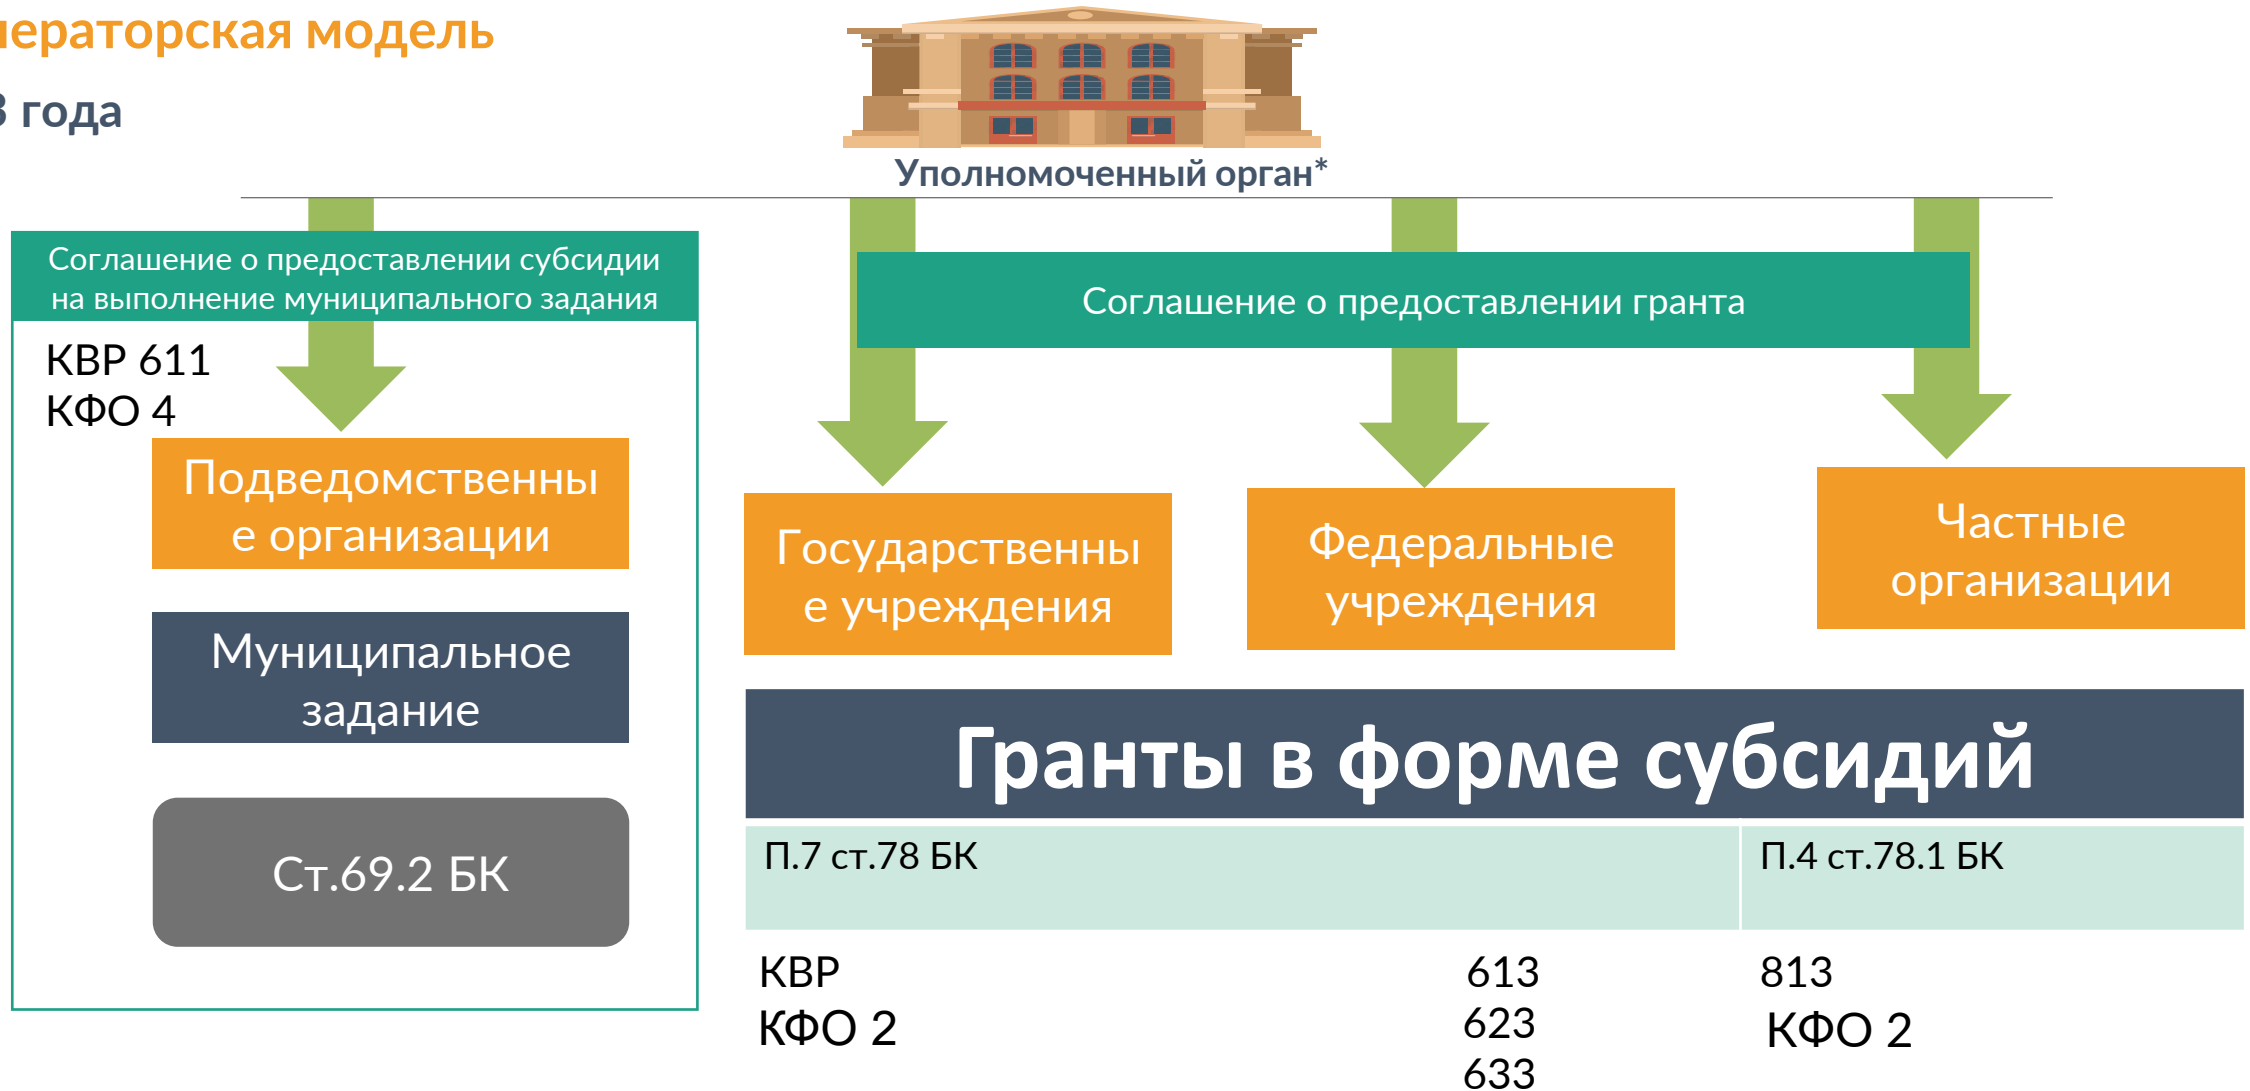 ператорская модель
3 года
Уполномоченный орган*
Соглашение о предоставлении субсидии
на выполнение муниципального задания
КВР 611
КФО 4
Подведомственны
е организации
Муниципальное
задание
Ст.69.2 БК
Соглашение о предоставлении гранта
Государственны
е учреждения
Федеральные
учреждения
Частные
организации
Гранты в форме субсидий
П.7 ст.78 БК
П.4 ст.78.1 БК
КВР 613 813
КФО 2 623 КФО 2
633